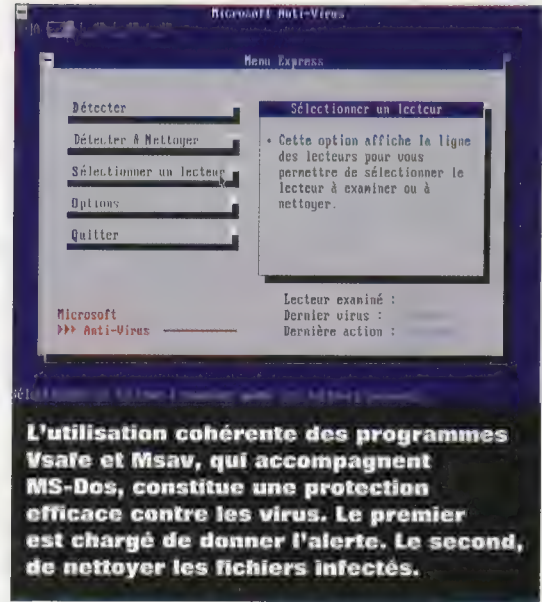 Microsoft Anti-Virus
Menu Express
Détecter
Détecter & Nettoyer
Sélectionner un lecteur
Options
Quitter
Sélectionner un lecteur
• Cette option affiche la ligne
des lecteurs pour vous
permettre de sélectionner le
lecteur à examiner ou à
nettoyer.
Lecteur examiné :
Dernier virus :
Dernière action :
Microsoft
>>> Anti-Virus
L'utilisation cohérente des programmes
Vsafe et Msav, qui accompagnent
MS-Dos, constitue une protection
efficace contre les virus. Le premier
est chargé de donner l'alerte. Le second,
de nettoyer les fichiers infectés.